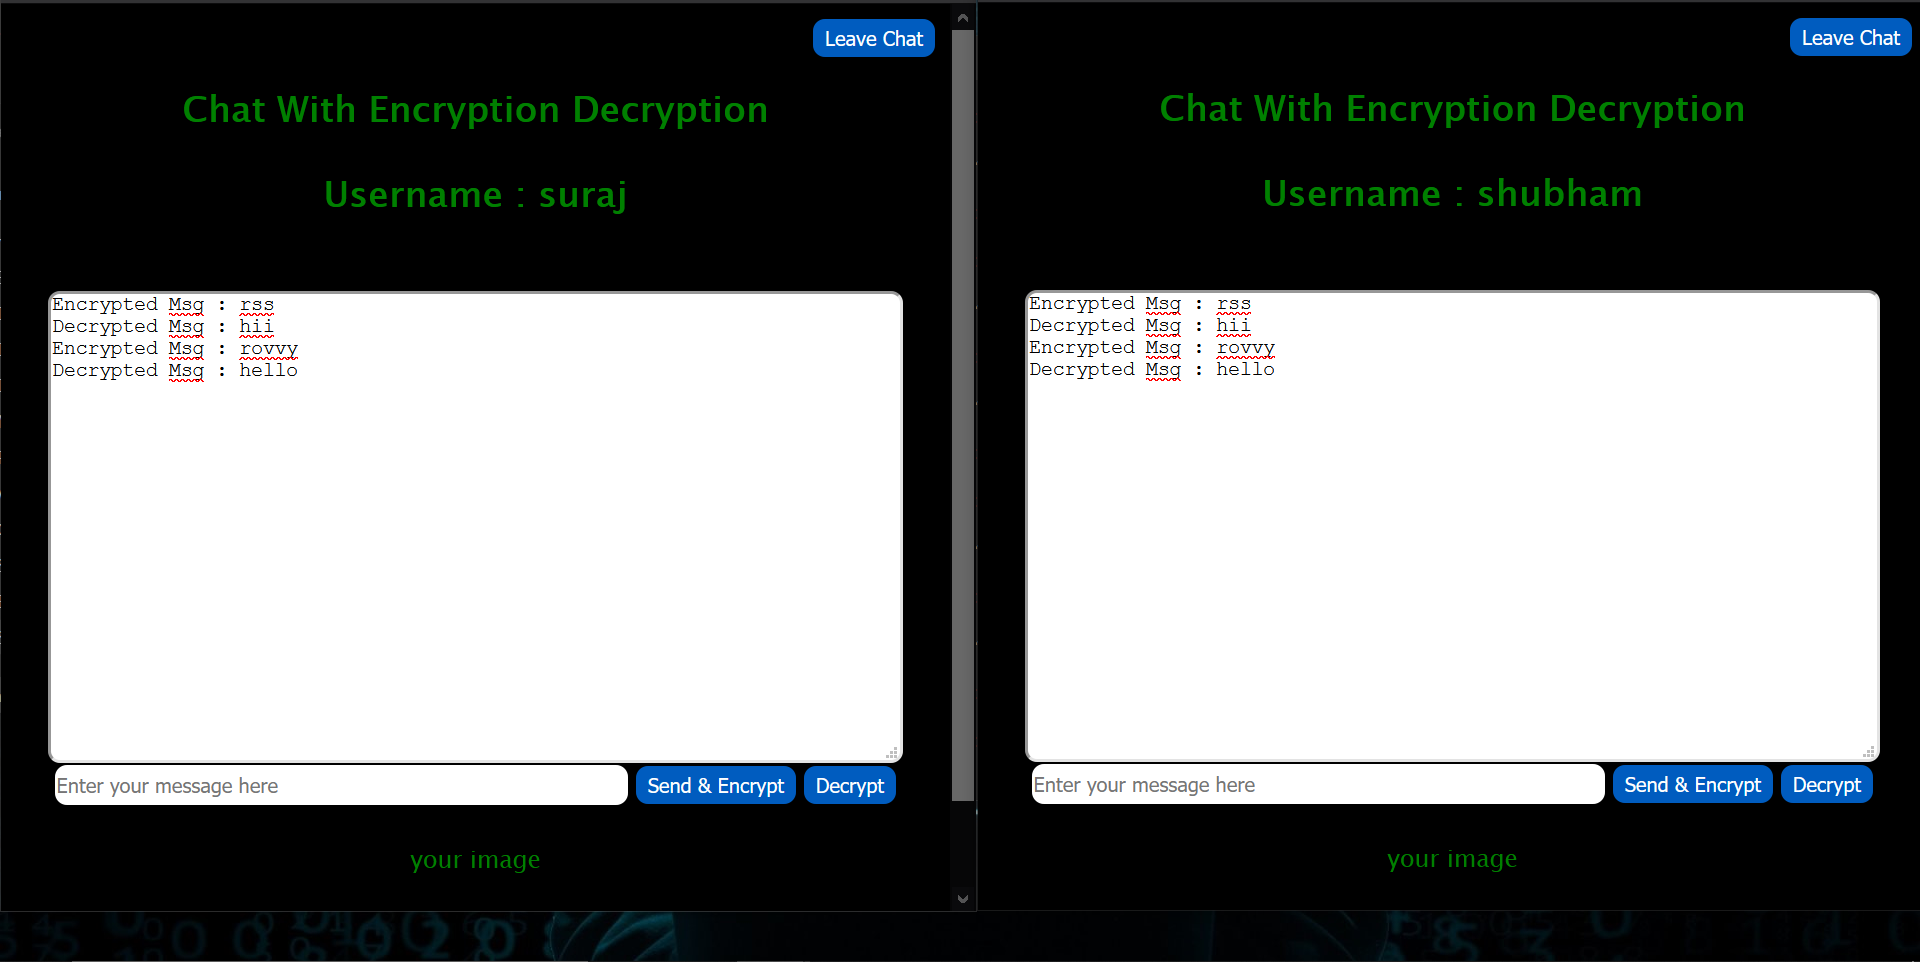 Leave Chat
Chat With Encryption Decryption
Username : suraj
Encrypted Msg : rss
Decrypted Msg : hii
Encrypted Msg : rovvy
Decrypted Msg : hello
Enter your message here
Send & Encrypt
Decrypt
your image
Leave Chat
Chat With Encryption Decryption
Username : shubham
Encrypted Msg : rss
Decrypted Msg : hii
Encrypted Msg : rovvy
Decrypted Msg : hello
Enter your message here
Send & Encrypt
Decrypt
your image